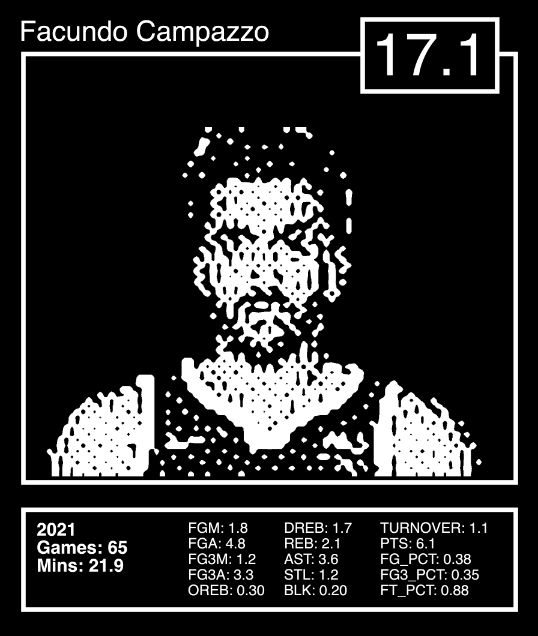 Facundo Campazzo
17.1
2021
Games: 65
Mins: 21.9
FGM: 1.8
FGA: 4.8
FG3M: 1.2
FG3A: 3.3
OREB: 0.30
DREB: 1.7
REB: 2.1
AST: 3.6
STL: 1.2
BLK: 0.20
TURNOVER: 1.1
PTS: 6.1
FG_PCT: 0.38
FG3_PCT: 0.35
FT_PCT: 0.88